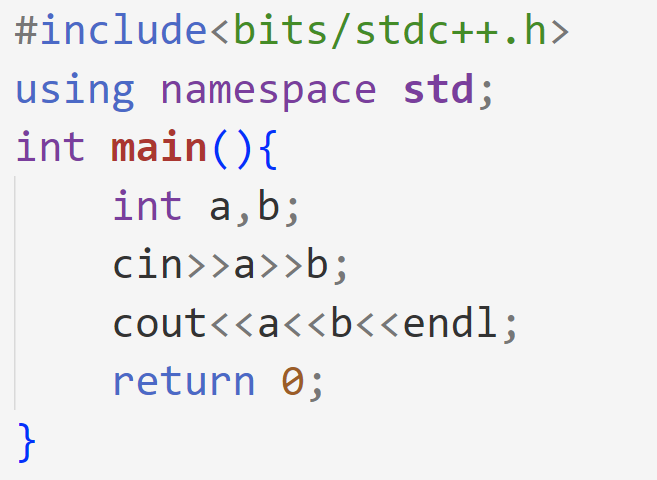 #include<bits/stdc++.h>
using namespace std;
int main(){
    int a,b;
    cin>>a>>b;
    cout<<a<<b<<endl;
    return 0;
}